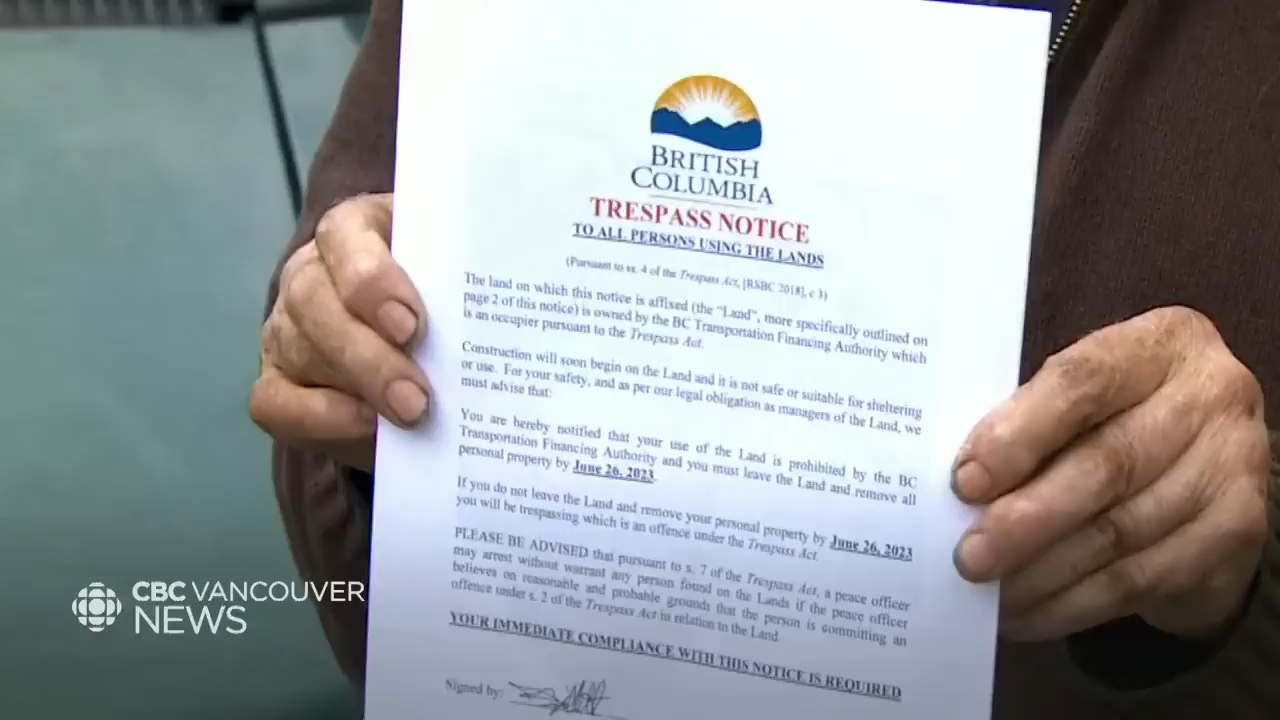 BRITISH
COLUMBIA
TRESPASS NOTICE
TO ALL PERSONS USING THE LANDS
(Pursuant to ss. 4 of the Trespass Act, [RSBC 2018], c 3)
The land on which this notice is affixed (the “Land”, more specifically outlined on
page 2 of this notice) is owned by the BC Transportation Financing Authority which
is an occupier pursuant to the Trespass Act.
Construction will soon begin on the Land and it is not safe or suitable for sheltering
or use. For your safety, and as per our legal obligation as managers of the Land, we
must advise that:
You are hereby notified that your use of the Land is prohibited by the BC
Transportation Financing Authority and you must leave the Land and remove all
personal property by June 26, 2023.
If you do not leave the Land and remove your personal property by June 26, 2023
you will be trespassing which is an offence under the Trespass Act.
PLEASE BE ADVISED that pursuant to s. 7 of the Trespass Act, a peace officer
may arrest without warrant any person found on the Lands if the peace officer
believes on reasonable and probable grounds that the person is committing an
offence under s. 2 of the Trespass Act in relation to the Land.
YOUR IMMEDIATE COMPLIANCE WITH THIS NOTICE IS REQUIRED
Signed by:
CBC VANCOUVER
NEWS